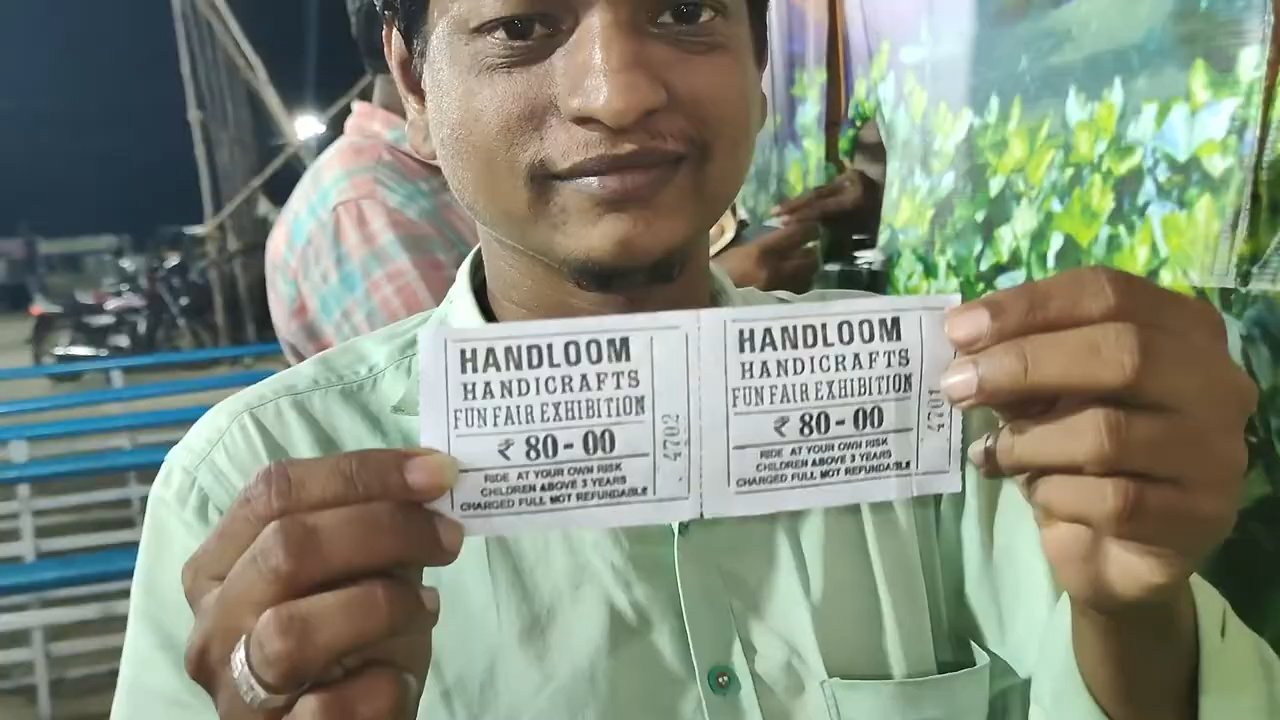 HANDLOOM
HANDICRAFTS
FUN FAIR EXHIBITION
₹ 80-00
RIDE AT YOUR OWN RISK
CHILDREN ABOVE 3 YEARS
CHARGED FULL NOT REFUNDABLE
4702
HANDLOOM
HANDICRAFTS
FUN FAIR EXHIBITION
₹ 80-00
RIDE AT YOUR OWN RISK
CHILDREN ABOVE 3 YEARS
CHARGED FULL NOT REFUNDABLE
4701